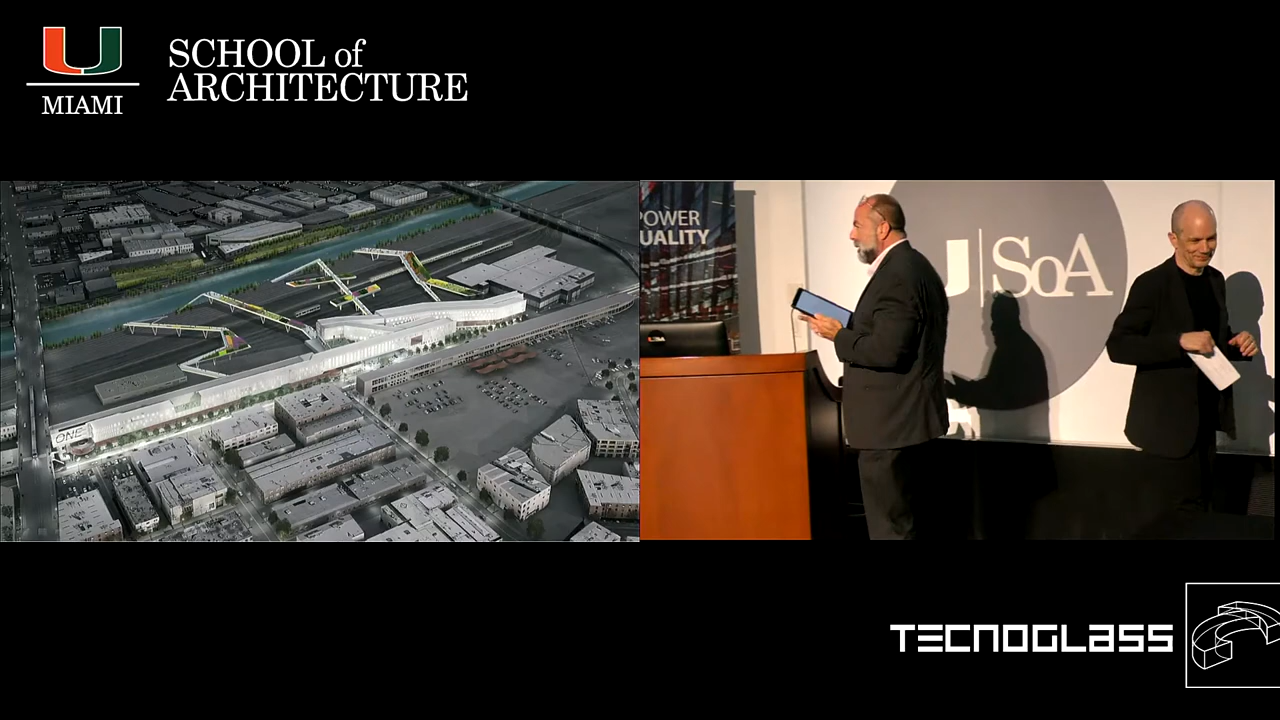 U
MIAMI
SCHOOL of
ARCHITECTURE
POWER
UALITY
U|SoA
ONE
TECNOGLASS